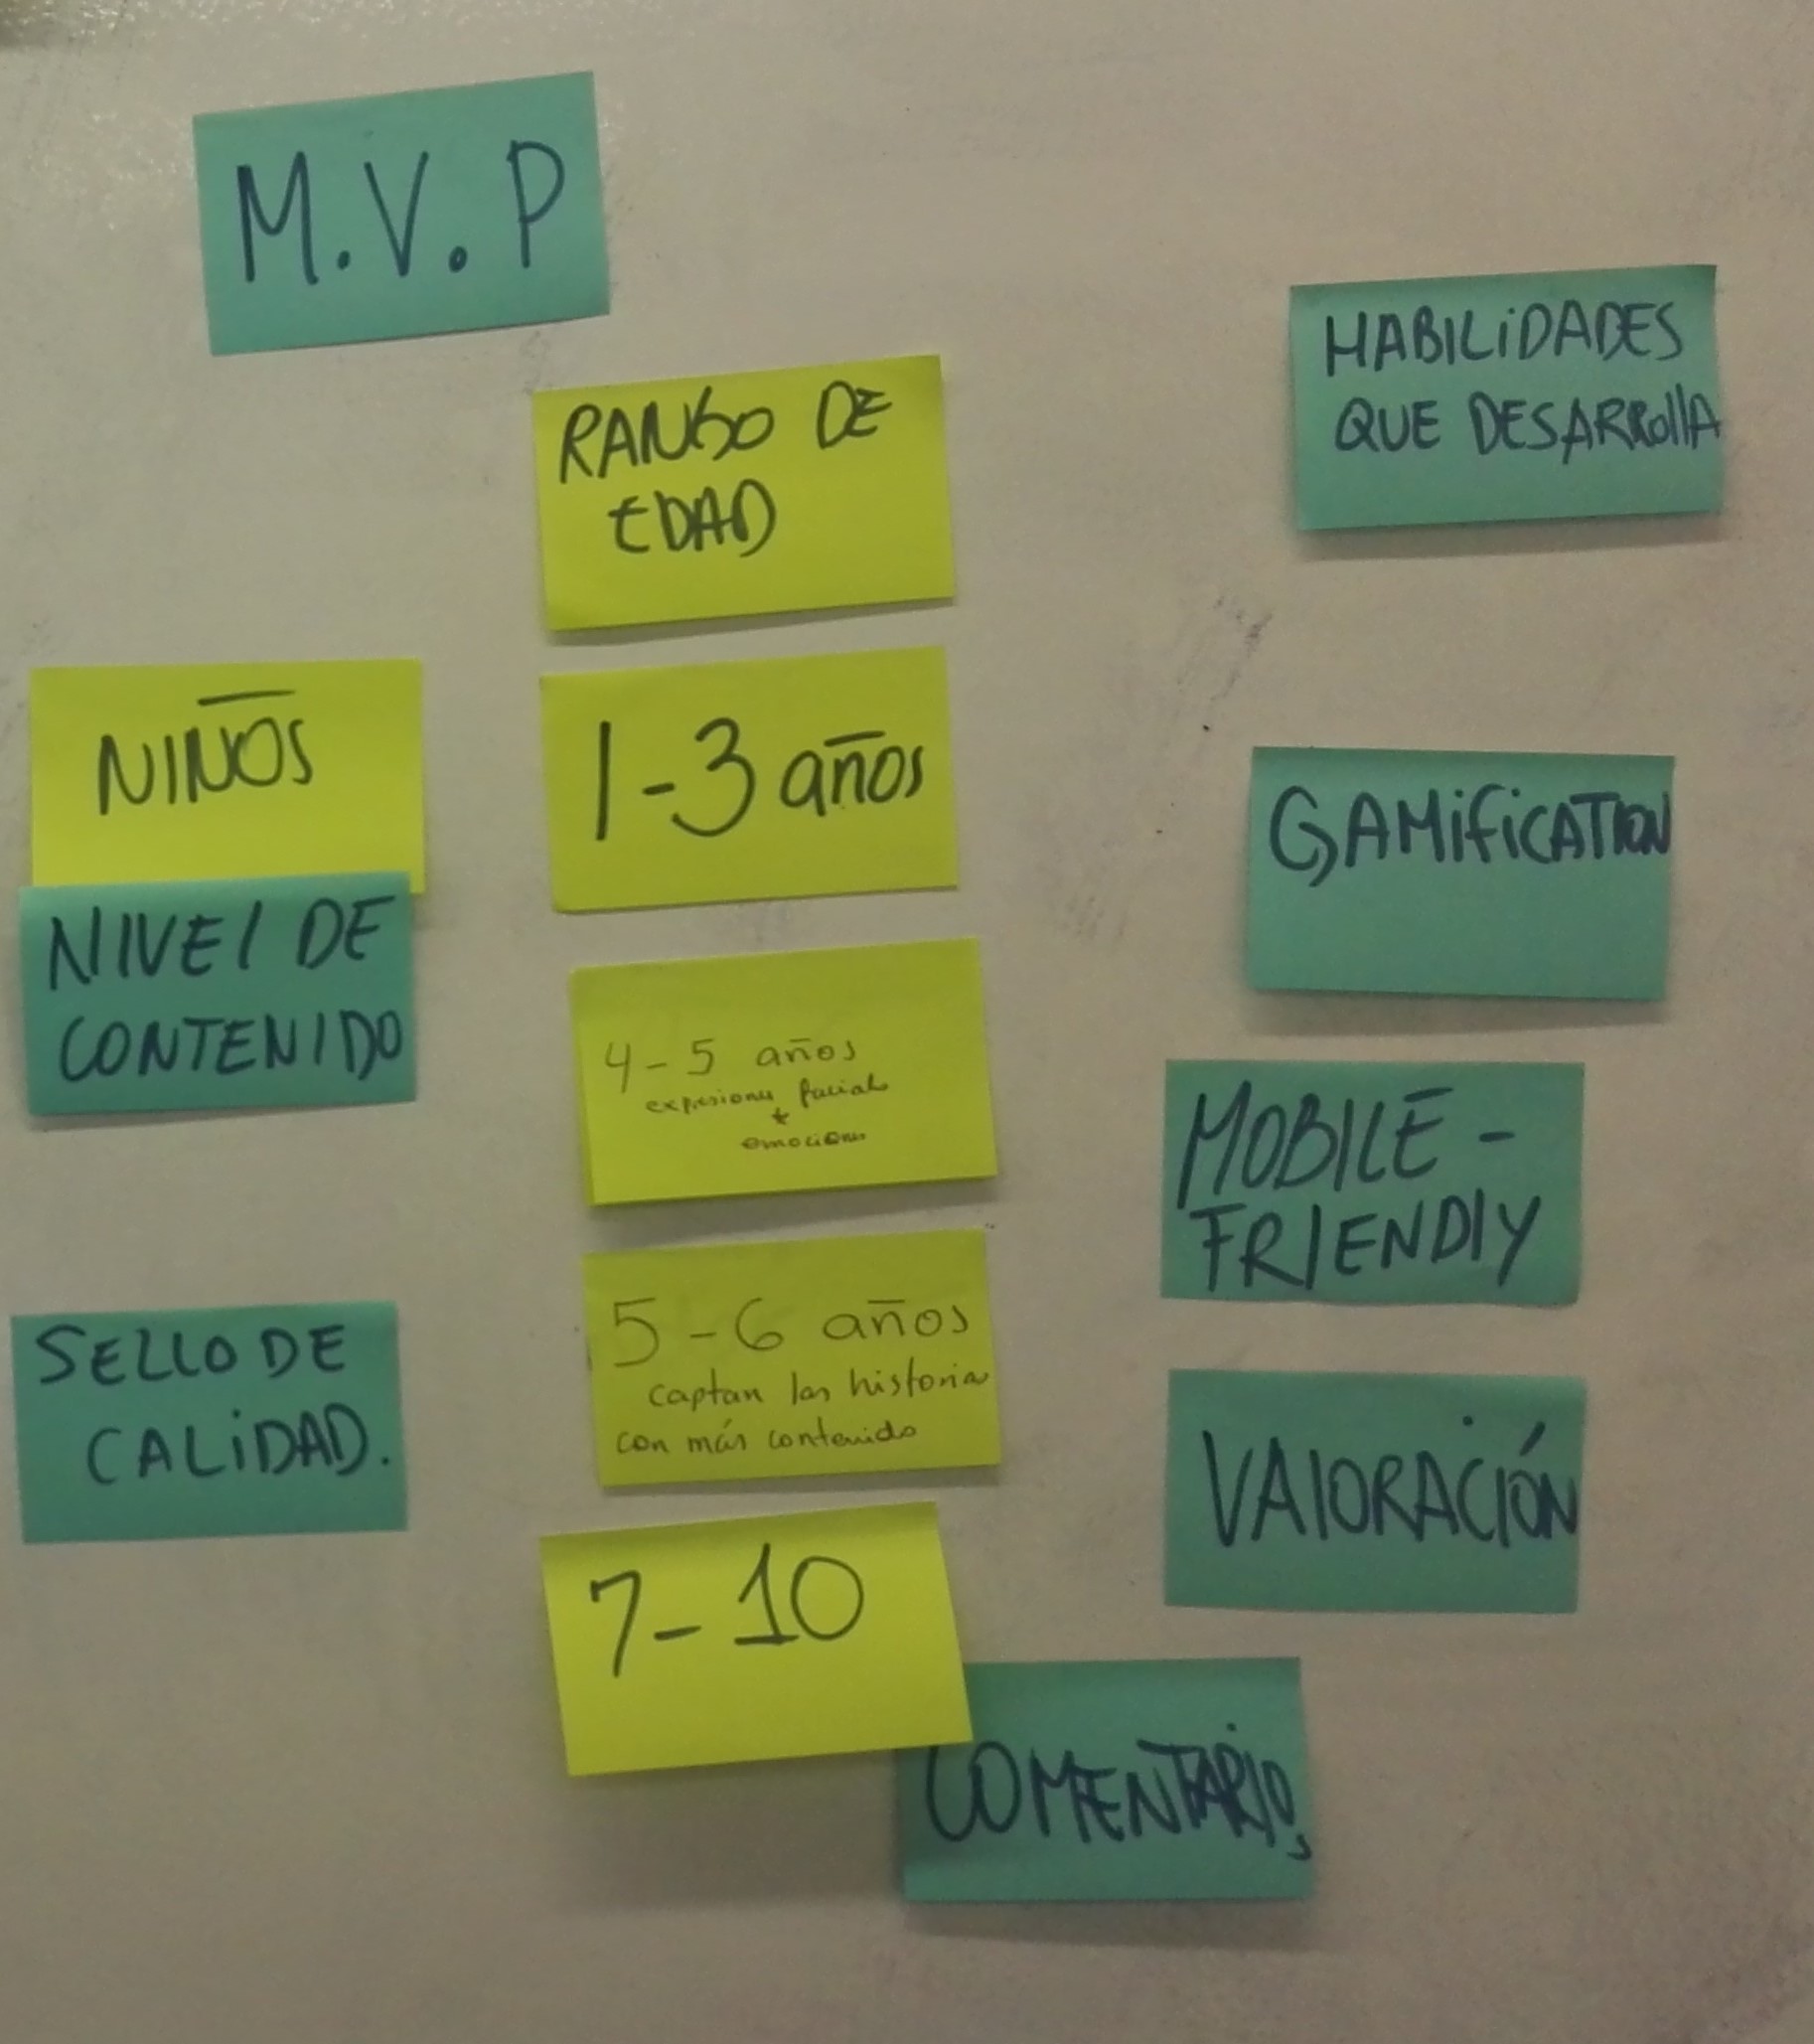 M.V.P
RANGO DE
EDAD
HABILIDADES
QUE DESARROllA
NIÑOS
NIVEl DE
CONTENIDO
SELLO DE
CALIDAD.
1-3 años
4-5 años
expresiones faciales
+
emociones
5-6 años
captan las historias
con más contenido
7-10
GAMIFICATION
MOBILE-
FRIENDlY
VAlORACIÓN
COMENTARIOS